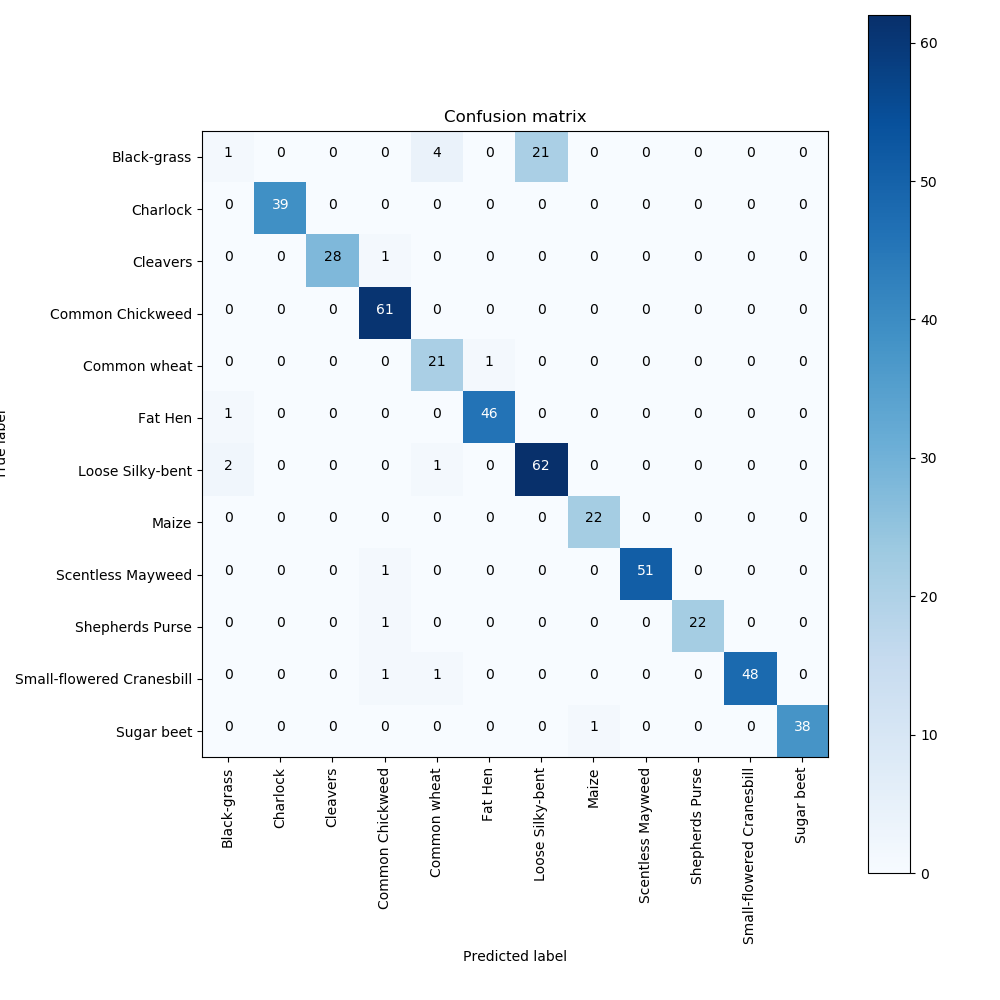 Confusion matrix
Black-grass 1 0 0 0 4 0 21 0 0 0 0 0
Charlock 0 39 0 0 0 0 0 0 0 0 0 0
Cleavers 0 0 28 1 0 0 0 0 0 0 0 0
Common Chickweed 0 0 0 61 0 0 0 0 0 0 0 0
Common wheat 0 0 0 0 21 1 0 0 0 0 0 0
Fat Hen 1 0 0 0 0 46 0 0 0 0 0 0
Loose Silky-bent 2 0 0 0 1 0 62 0 0 0 0 0
Maize 0 0 0 0 0 0 0 22 0 0 0 0
Scentless Mayweed 0 0 0 1 0 0 0 0 51 0 0 0
Shepherds Purse 0 0 0 1 0 0 0 0 0 22 0 0
Small-flowered Cranesbill 0 0 0 1 1 0 0 0 0 0 48 0
Sugar beet 0 0 0 0 0 0 0 1 0 0 0 38
Black-grass
Charlock
Cleavers
Common Chickweed
Common wheat
Fat Hen
Loose Silky-bent
Maize
Scentless Mayweed
Shepherds Purse
Small-flowered Cranesbill
Sugar beet
Predicted label
60
50
40
30
20
10
0
label